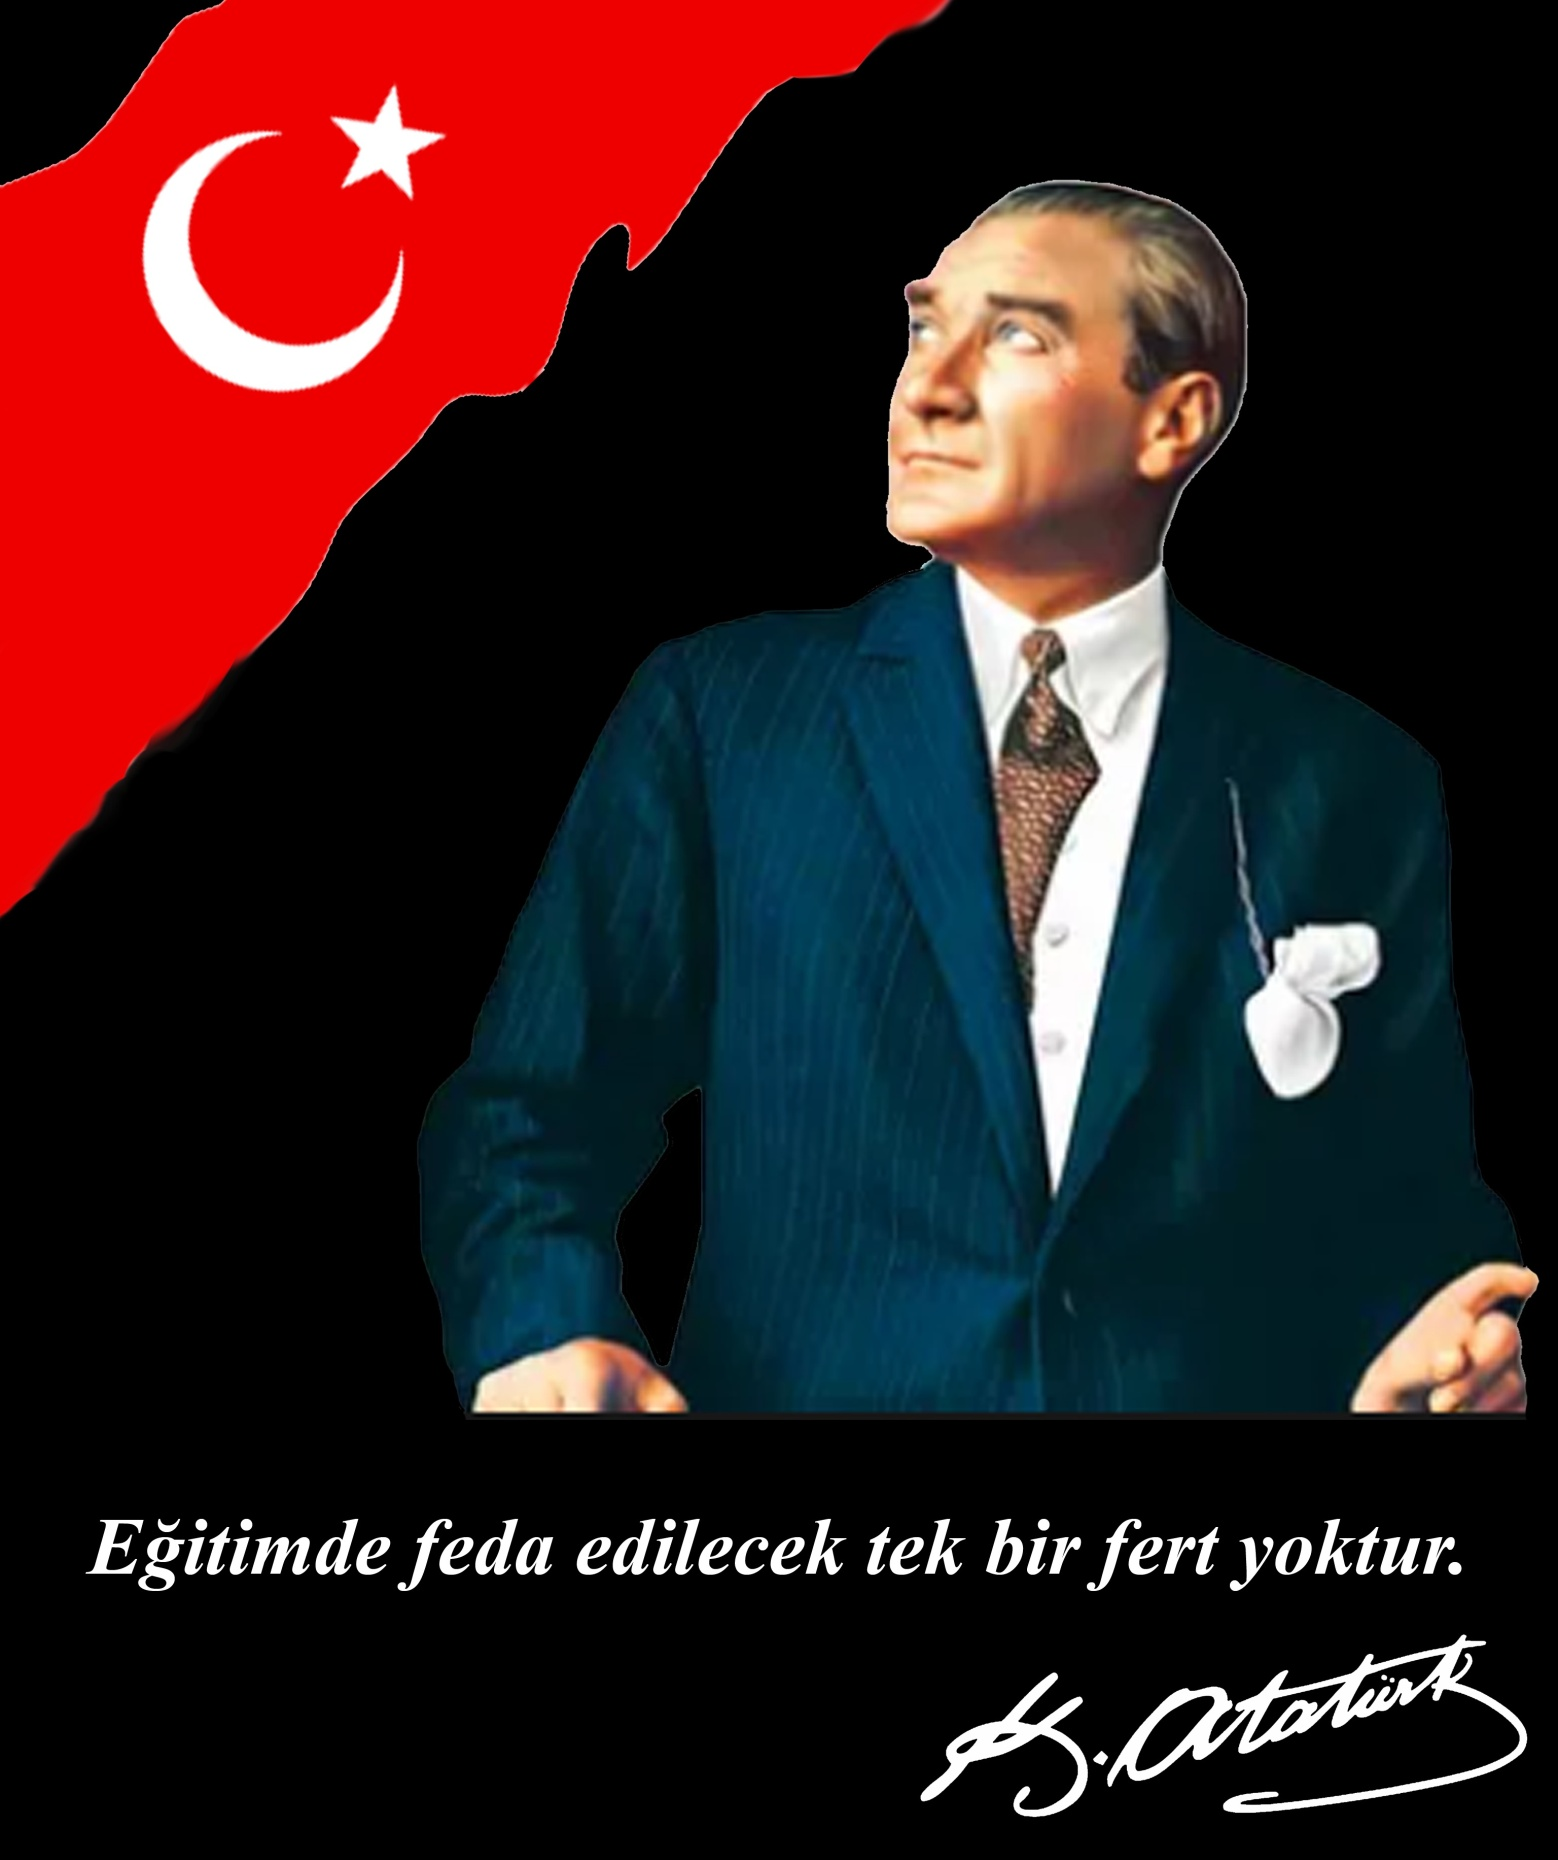 Eğitimde feda edilecek tek bir fert yoktur.
K. Atatürk